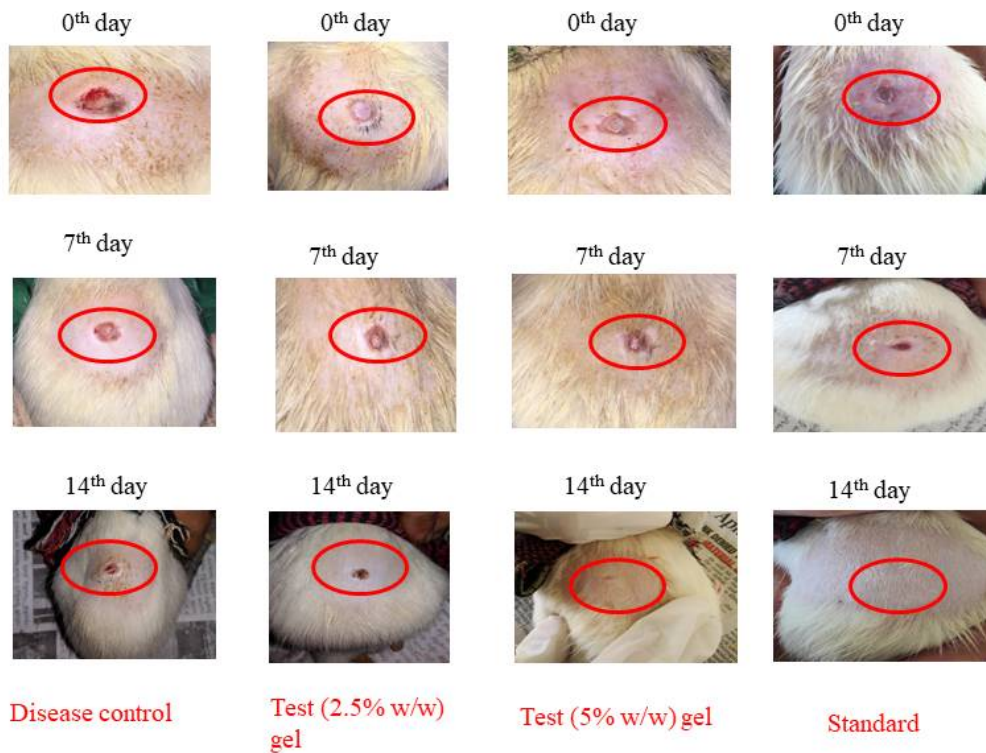 0th day
0th day
0th day
0th day
7th day
7th day
7th day
7th day
14th day
14th day
14th day
14th day
Disease control
Test (2.5% w/w)
gel
Test (5% w/w) gel
Standard